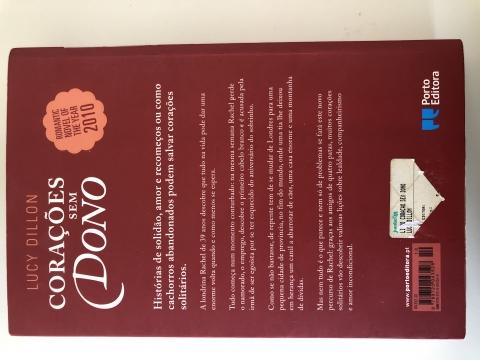 LUCY DILLON
CORAÇÕES
SEM
DONO
ROMANTIC
NOVEL OF
THE YEAR
2010
Histórias de solidão, amor e recomeços ou como
cachorros abandonados podem salvar corações
solitários.
A londrina Rachel de 39 anos descobre que tudo na vida pode dar uma
enorme volta quando e como menos se espera.
Tudo começa num momento conturbado: na mesma semana Rachel perde
o namorado, o emprego, descobre o primeiro cabelo branco e é acusada pela
irmã de ser egoísta por se ter esquecido do aniversário do sobrinho.
Como se não bastasse, de repente tem de se mudar de Londres para uma
pequena cidade de província, no fim do mundo, onde uma tia lhe deixou
em herança um canil a abarrotar de cães, uma casa enorme e uma montanha
de dívidas.
Mas nem tudo é o que parece e nem só de problemas se fará este novo
percurso de Rachel: graças aos amigos de quatro patas, muitos corações
solitários vão descobrir valiosas lições sobre lealdade, companheirismo
e amor incondicional.
Porto
Editora
LUC DILLON
www.portoeditora.pt